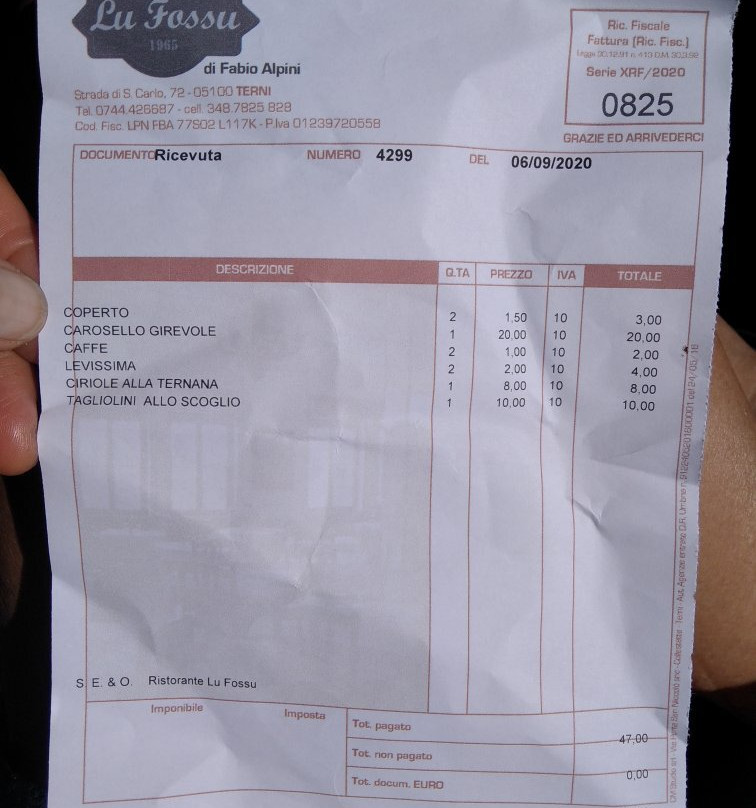 Lu Fossu
1965
di Fabio Alpini
Strada di S. Carlo, 72 - 05100 TERNI
Tel. 0744.426687 - cell. 348.7825 828
Cod. Fisc. LPN FBA 77S02 L117K - P.Iva 01239720558
Ric. Fiscale
Fattura (Ric. Fisc.)
Serie XRF/2020
0825
GRAZIE ED ARRIVEDERCI
DOCUMENTO Ricevuta NUMERO 4299 DEL 06/09/2020
DESCRIZIONE Q.TA PREZZO IVA TOTALE
COPERTO 2 1,50 10 3,00
CAROSELLO GIREVOLE 1 20,00 10 20,00
CAFFE 2 1,00 10 2,00
LEVISSIMA 2 2,00 10 4,00
CIRIOLE ALLA TERNANA 1 8,00 10 8,00
TAGLIOLINI ALLO SCOGLIO 1 10,00 10 10,00
S. E. & O. Ristorante Lu Fossu
Imponibile Imposta
Tot. pagato 47,00
Tot. non pagato 0,00
Tot. docum. EURO